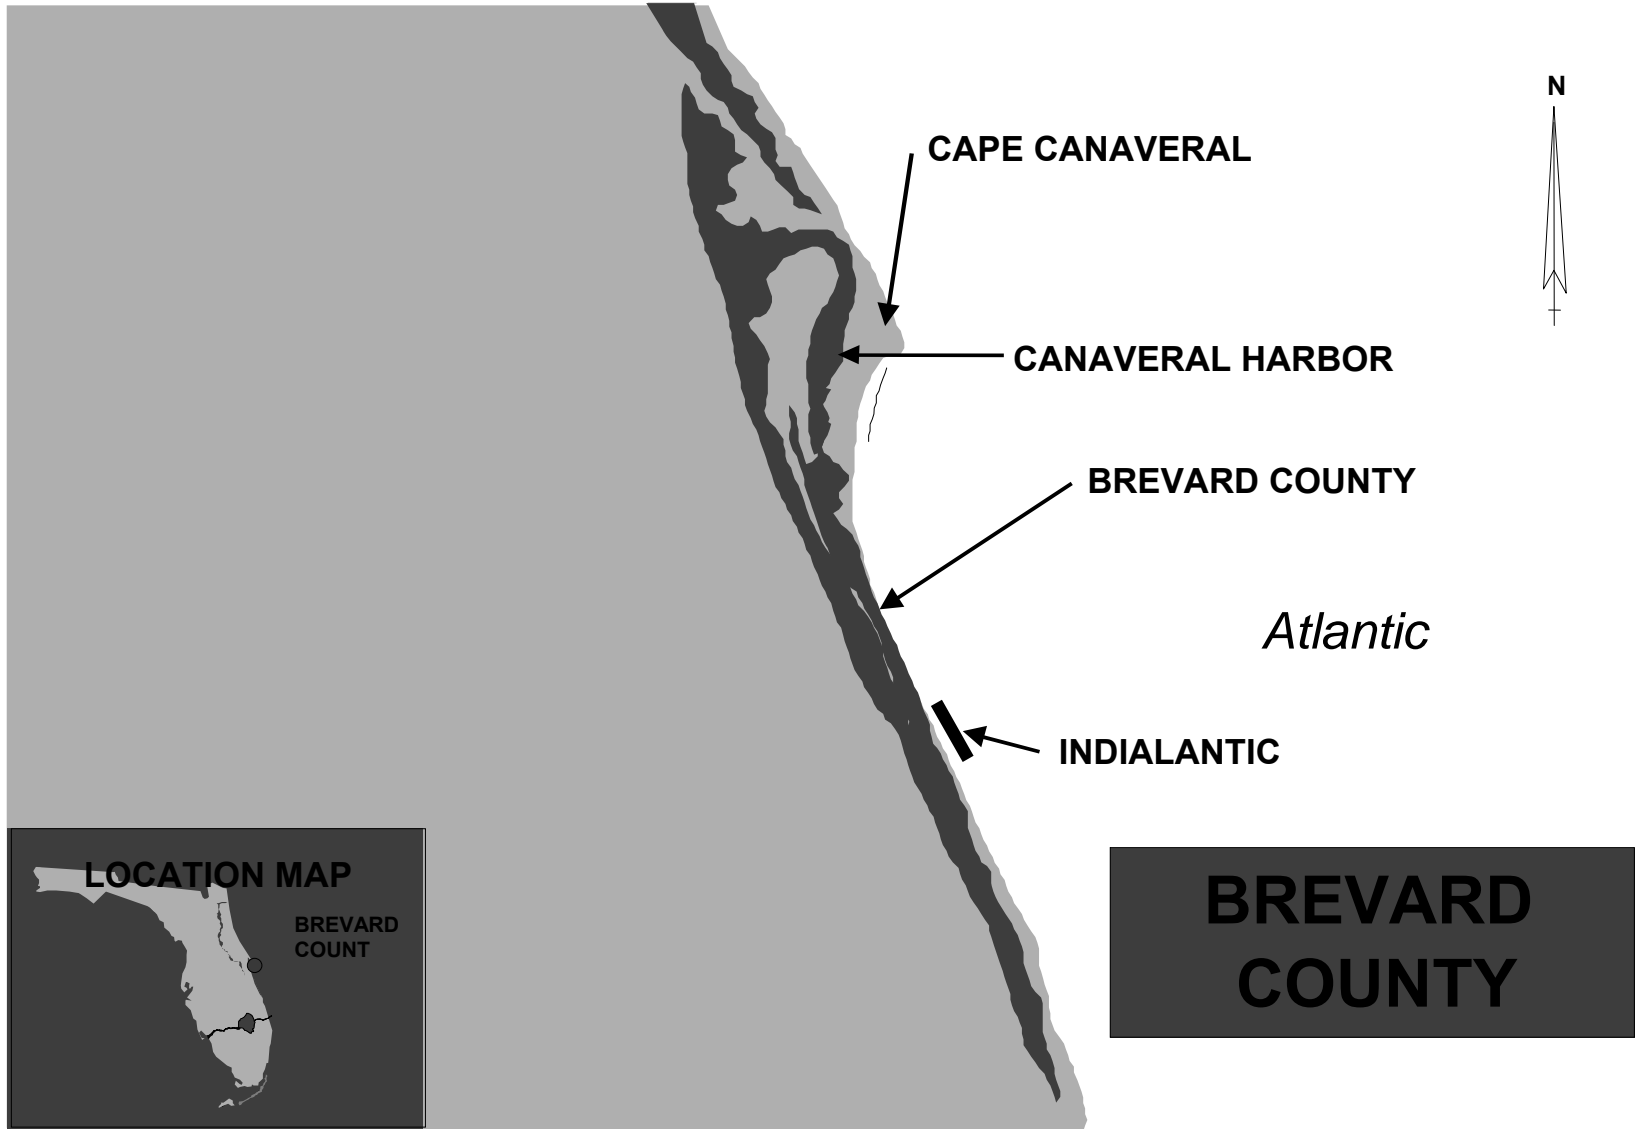 N
CAPE CANAVERAL
CANAVERAL HARBOR
BREVARD COUNTY
Atlantic
INDIALANTIC
LOCATION MAP
BREVARD
COUNT
BREVARD
COUNTY